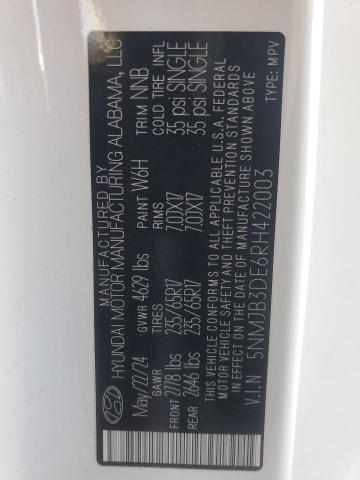 MANUFACTURED BY
HYUNDAI MOTOR MANUFACTURING ALABAMA, LLC
May/22/24 PAINT W6H TRIM NNB
GVWR 4629 lbs
GAWR TIRES RIMS COLD TIRE INFL
FRONT 2778 lbs 235/65R17 7.0JX17 35 psi SINGLE
REAR 2646 lbs 235/65R17 7.0JX17 35 psi SINGLE
THIS VEHICLE CONFORMS TO ALL APPLICABLE U.S.A. FEDERAL
MOTOR VEHICLE SAFETY AND THEFT PREVENTION STANDARDS
IN EFFECT ON THE DATE OF MANUFACTURE SHOWN ABOVE
V.I.N 5NMJB3DE6RH422003 TYPE: MPV